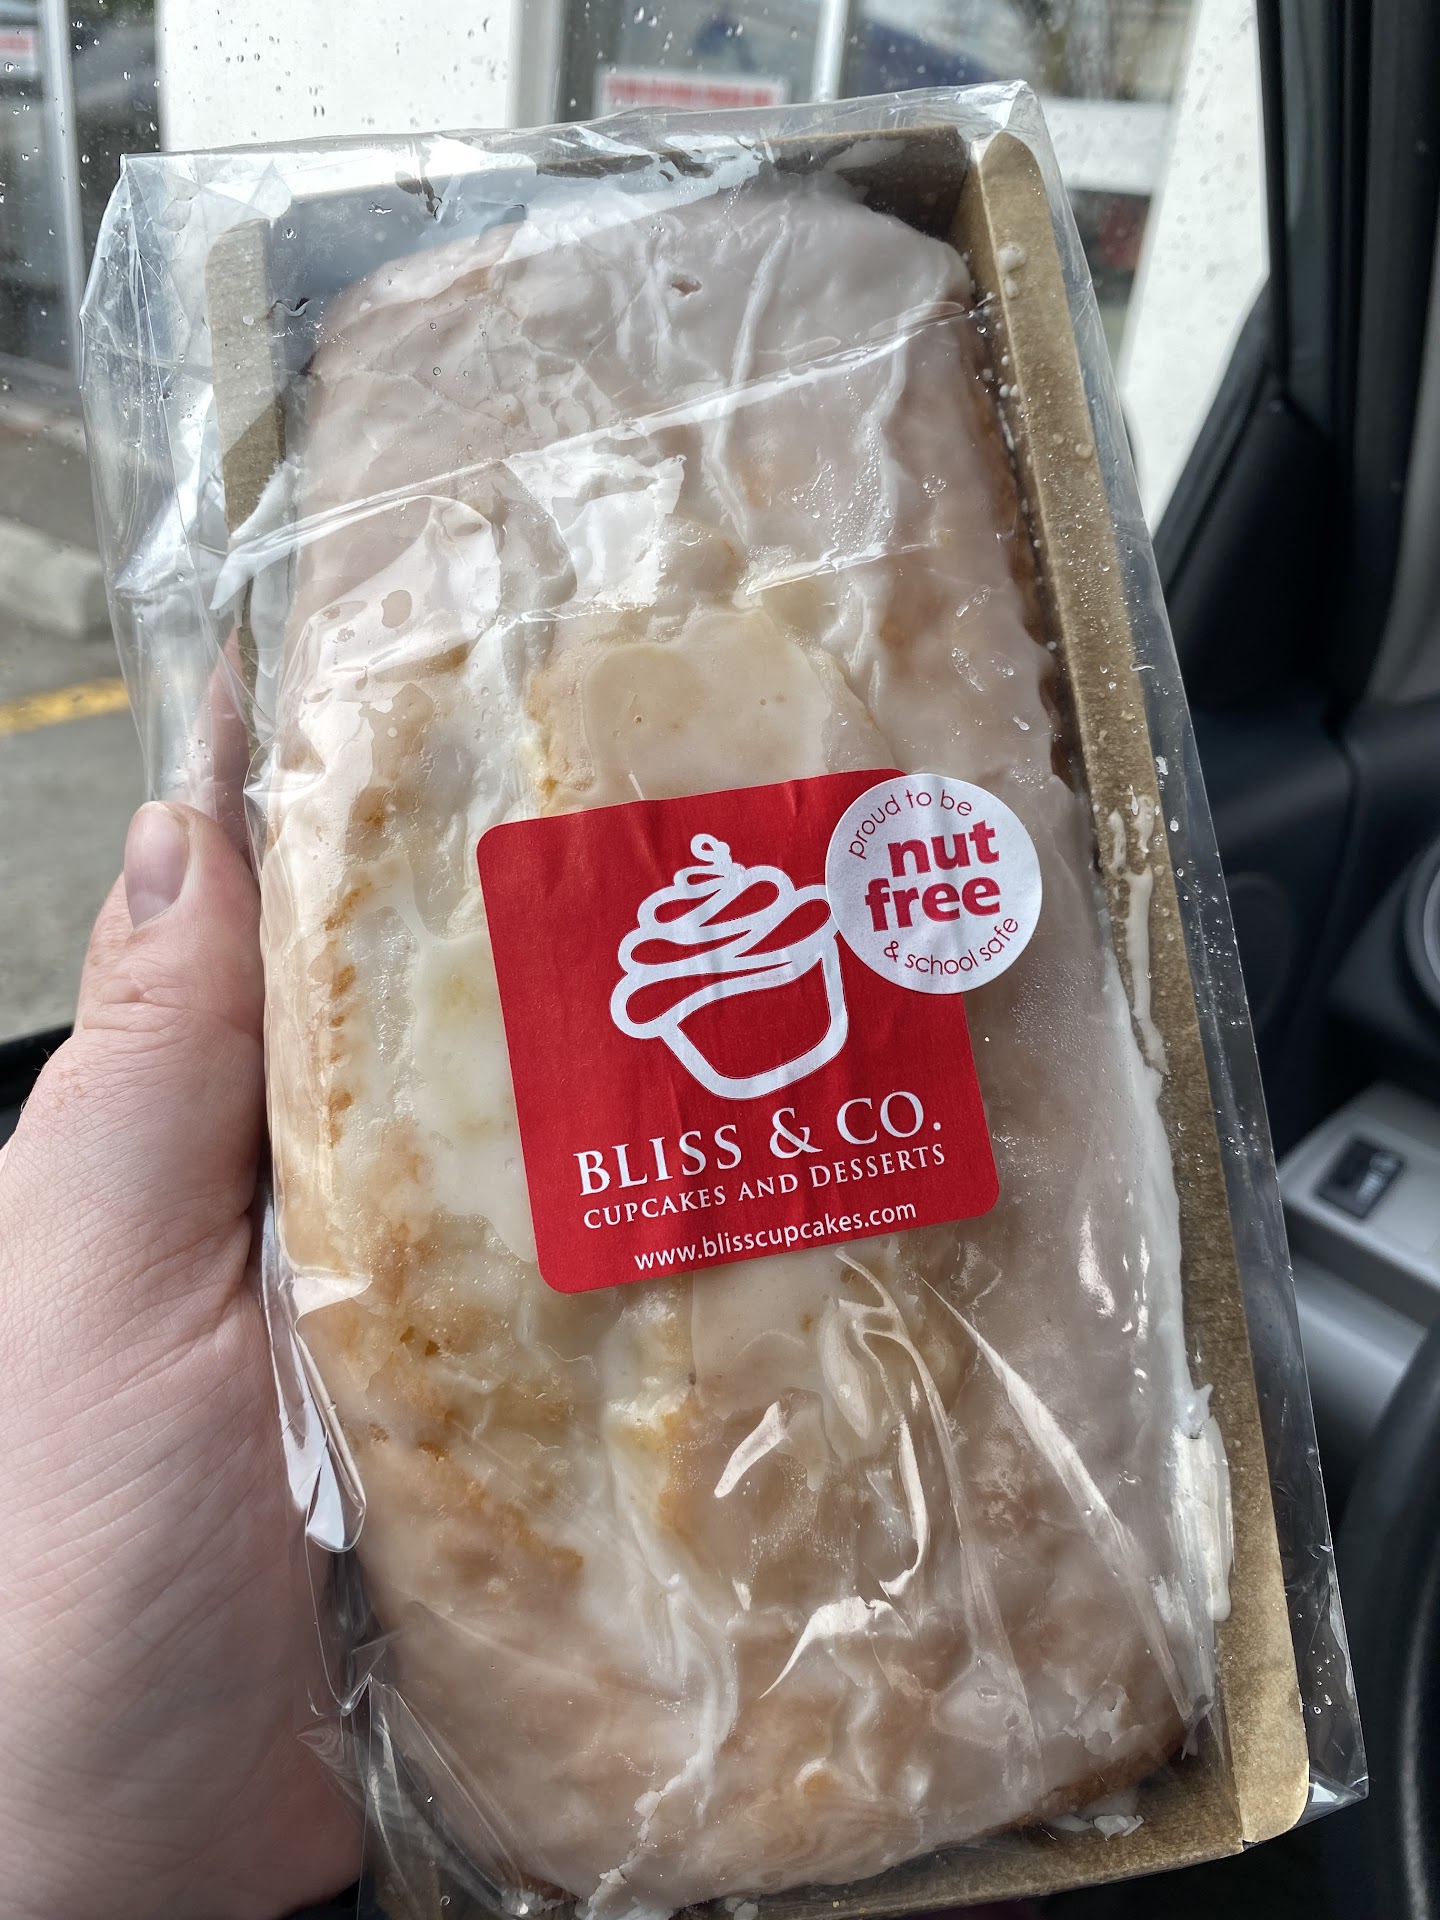 proud to be
nut
free
& school safe
BLISS & CO.
CUPCAKES AND DESSERTS
www.blisscupcakes.com